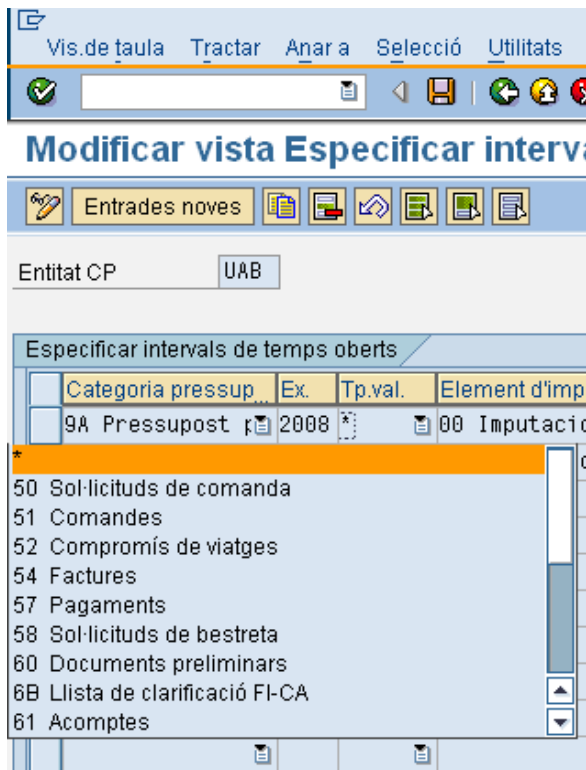 Vis.de taula Tractar Anar a Selecció Utilitats
Modificar vista Especificar interva
Entrades noves
Entitat CP UAB
Especificar intervals de temps oberts
Categoria pressup... Ex. Tp.val. Element d'imp
9A Pressupost p 2008 * 00 Imputació
*
50 Sol·licituds de comanda
51 Comandes
52 Compromís de viatges
54 Factures
57 Pagaments
58 Sol·licituds de bestreta
60 Documents preliminars
6B Llista de clarificació FI-CA
61 Acomptes